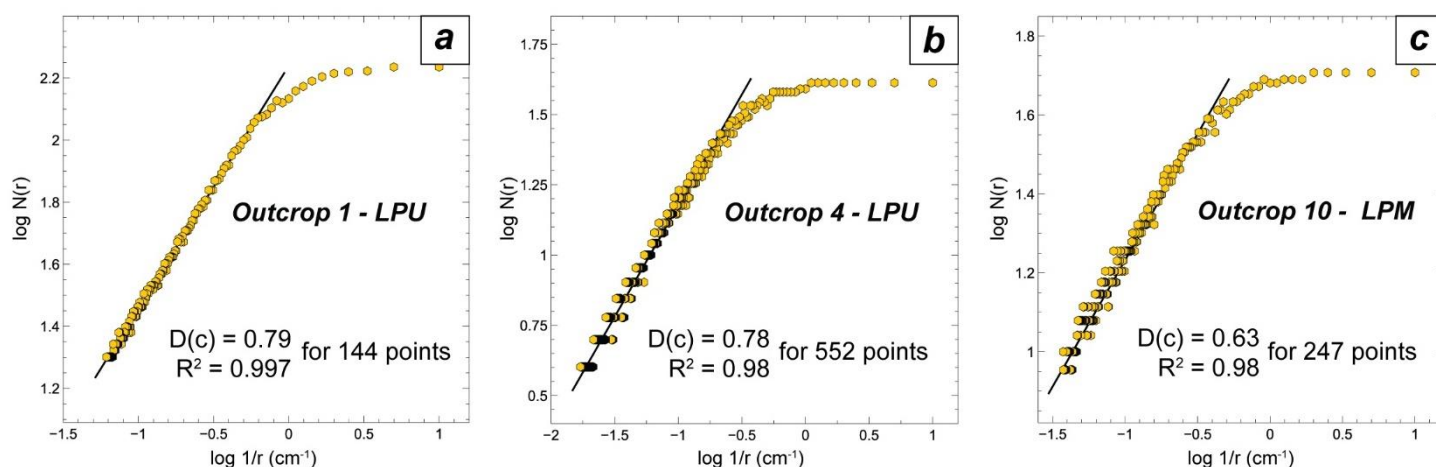 a
2.2
2.0
1.8
1.6
1.4
1.2
log N(r)
Outcrop 1 - LPU
D(c) = 0.79
R² = 0.997
for 144 points
-1.5
-1
-0.5
0
0.5
1
log 1/r (cm⁻¹)
b
1.75
1.5
1.25
1
0.75
0.5
log N(r)
Outcrop 4 - LPU
D(c) = 0.78
R² = 0.98
for 552 points
-2
-1.5
-1
-0.5
0
0.5
1
log 1/r (cm⁻¹)
c
1.8
1.6
1.4
1.2
1.0
log N(r)
Outcrop 10 - LPM
D(c) = 0.63
R² = 0.98
for 247 points
-1.5
-1.0
-0.5
0
0.5
1
log 1/r (cm⁻¹)